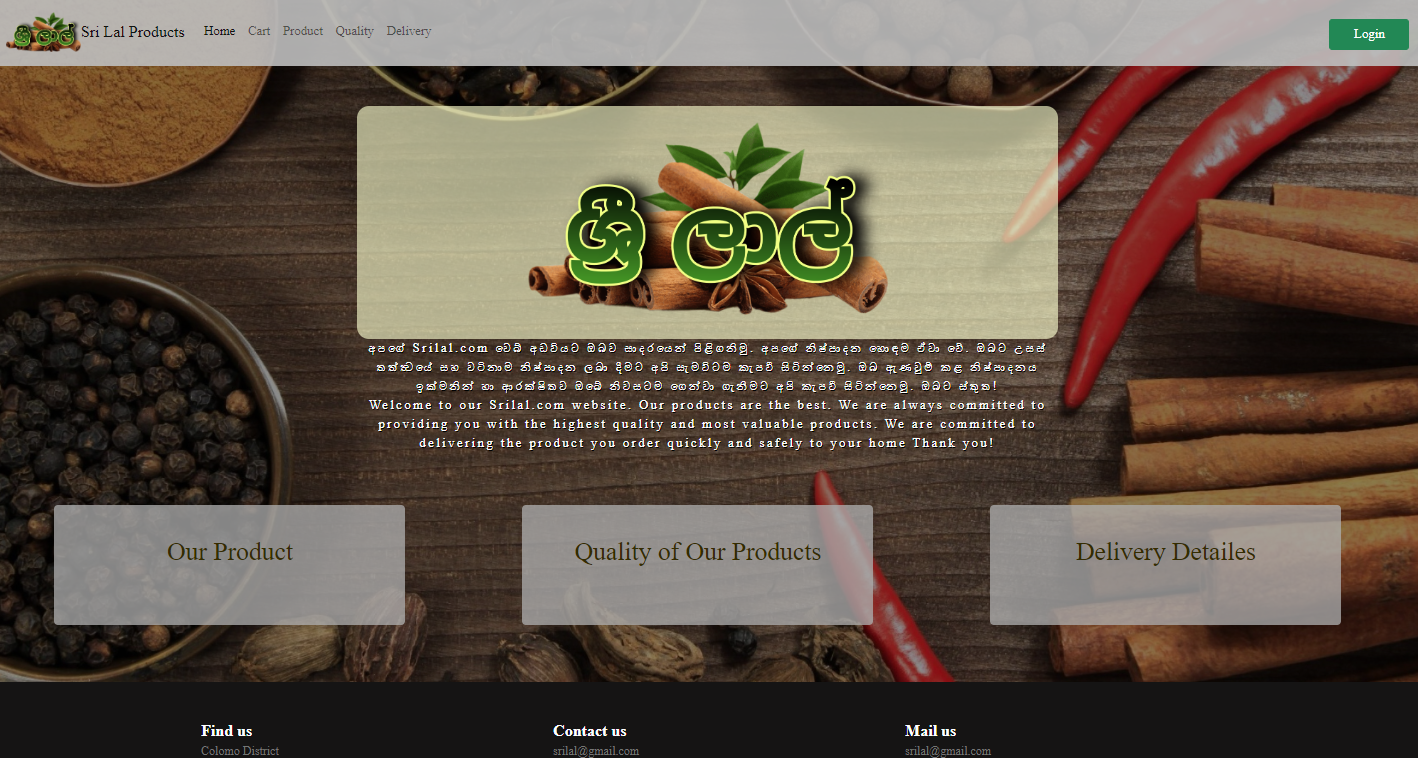 ශ්‍රී ලාල් Sri Lal Products Home Cart Product Quality Delivery Login
ශ්‍රී ලාල්
අපගේ Srilal.com වෙබ් අඩවියට ඔබව සාදරයෙන් පිළිගනිමු. අපගේ නිෂ්පාදන හොඳම ඒවා වේ. ඔබට උසස්
තත්ත්වයේ සහ වටිනාම නිෂ්පාදන ලබා දීමට අපි සැමවිටම කැපවී සිටින්නෙමු. ඔබ ඇණවුම් කළ නිෂ්පාදනය
ඉක්මනින් හා ආරක්ෂිතව ඔබේ නිවසටම ගෙන්වා ගැනීමට අපි කැපවී සිටින්නෙමු. ඔබට ස්තූත!
Welcome to our Srilal.com website. Our products are the best. We are always committed to
providing you with the highest quality and most valuable products. We are committed to
delivering the product you order quickly and safely to your home Thank you!
Our Product Quality of Our Products Delivery Detailes
Find us Contact us Mail us
Colomo District srilal@gmail.com srilal@gmail.com